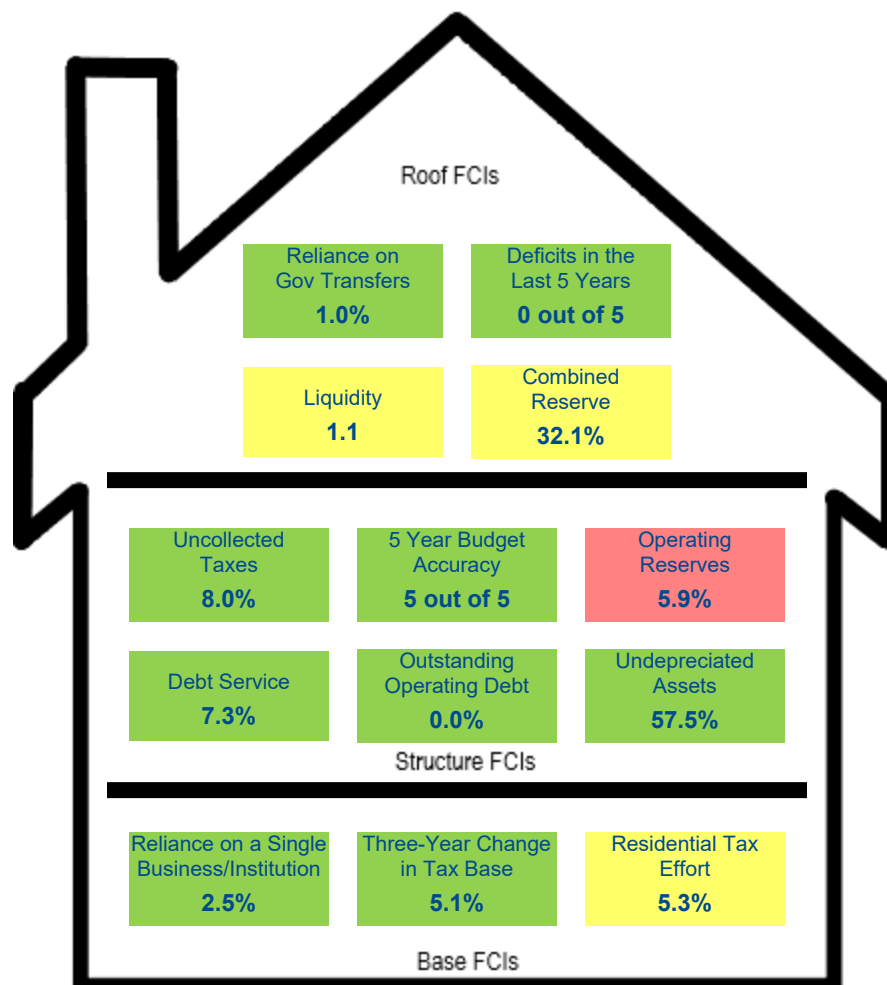 Roof FCIs
Reliance on
Gov Transfers
1.0%
Deficits in the
Last 5 Years
0 out of 5
Liquidity
1.1
Combined
Reserve
32.1%
Uncollected
Taxes
8.0%
5 Year Budget
Accuracy
5 out of 5
Operating
Reserves
5.9%
Debt Service
7.3%
Outstanding
Operating Debt
0.0%
Undepreciated
Assets
57.5%
Structure FCIs
Reliance on a Single
Business/Institution
2.5%
Three-Year Change
in Tax Base
5.1%
Residential Tax
Effort
5.3%
Base FCIs